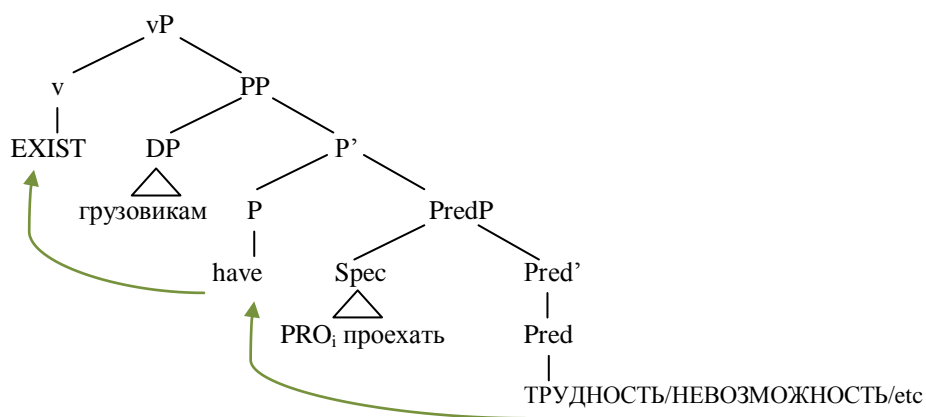 vP
v PP
EXIST DP P’
грузовикам P PredP
have Spec Pred’
PROi проехать Pred
ТРУДНОСТЬ/НЕВОЗМОЖНОСТЬ/etc